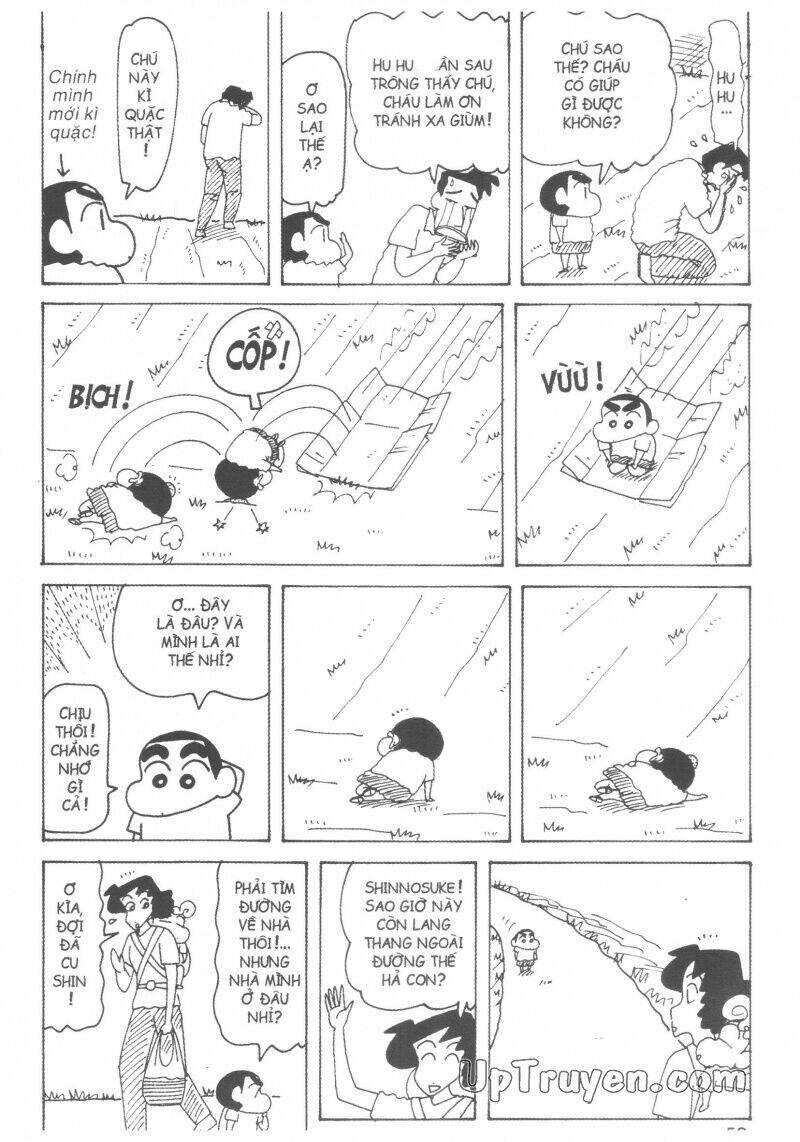 HU
HU
...
CHÚ SAO
THẾ? CHÁU
CÓ GIÚP
GÌ ĐƯỢC
KHÔNG?
HU HU ...ẦN SAU
TRÔNG THẤY CHÚ,
CHÁU LÀM ƠN
TRÁNH XA GIÙM!
Ơ
SAO
LẠI
THẾ
Ạ?
CHÚ
NÀY
KÌ
QUẶC
THẬT
!
Chính
mình
mới kì
quặc!
VÙÙ!
CỐP!
BỊCH!
Ơ... ĐÂY
LÀ ĐÂU? VÀ
MÌNH LÀ AI
THẾ NHỈ?
CHỊU
THÔI!
CHẲNG
NHỚ
GÌ
CẢ!
SHINNOSUKE!
SAO GIỜ NÀY
CÒN LANG
THANG NGOÀI
ĐƯỜNG THẾ
HẢ CON?
PHẢI TÌM
ĐƯỜNG
VỀ NHÀ
THÔI!...
NHƯNG
NHÀ MÌNH
Ở ĐÂU
NHỈ?
Ơ
KÌA,
ĐỢI
ĐÃ
CU
SHIN
!
UpTruyen.com